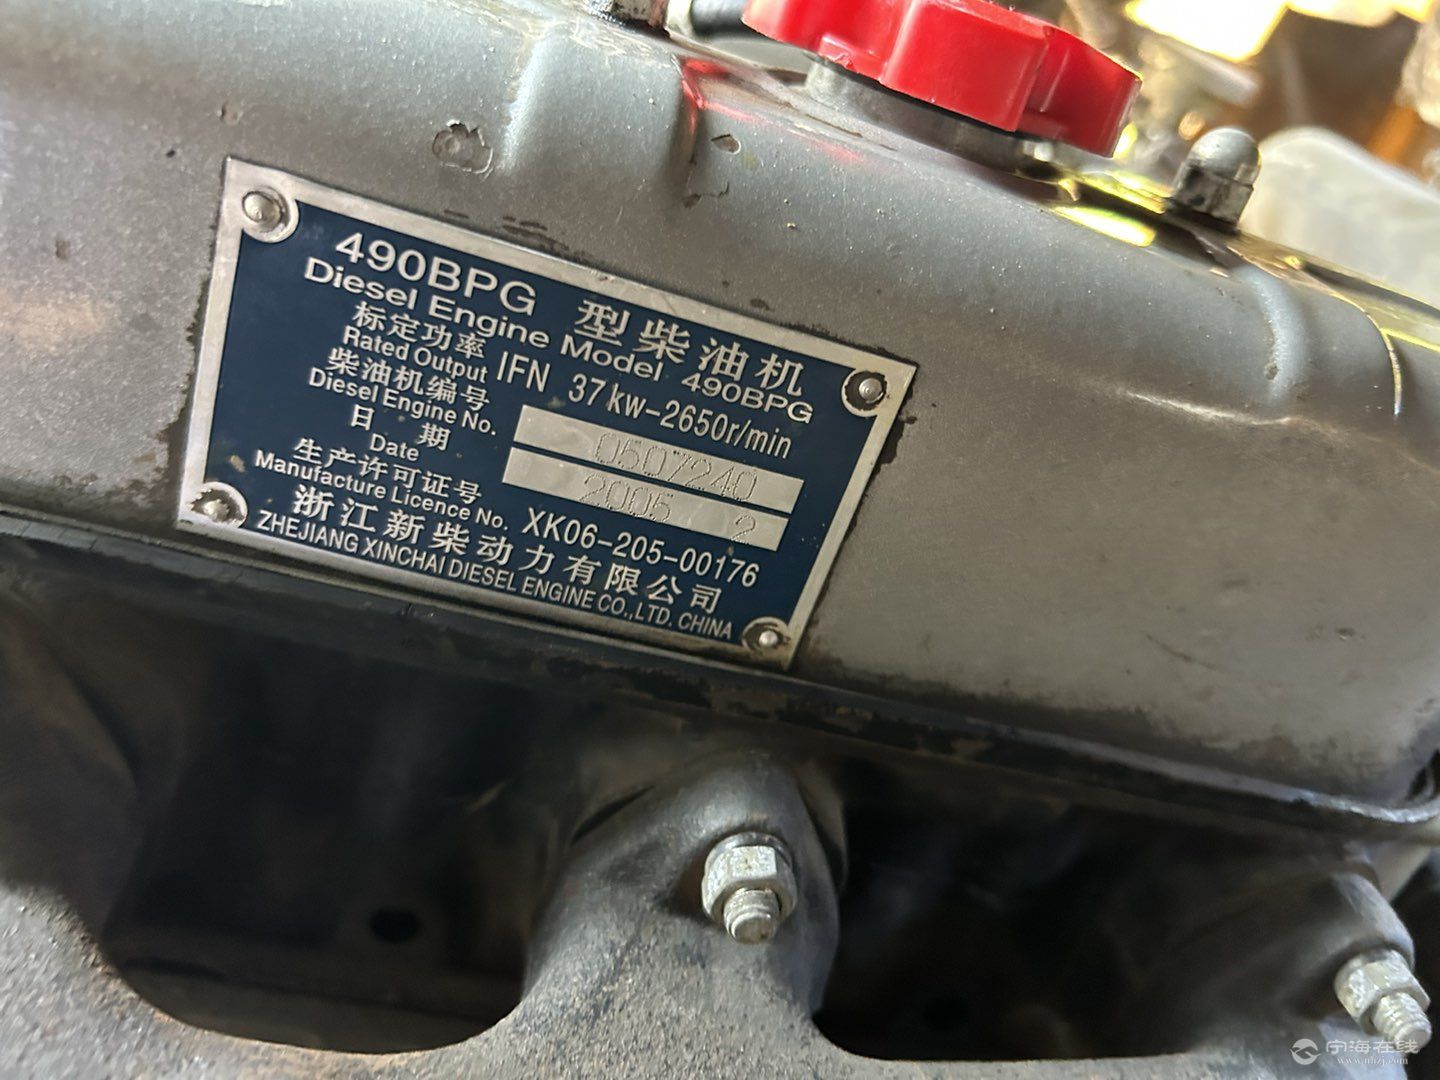 490BPG 型柴油机
Diesel Engine Model 490BPG
标定功率 IFN 37kw-2650r/min
Rated Output
柴油机编号 0507240
Diesel Engine No.
日期 2005 2
Date
生产许可证号 XK06-205-00176
Manufacture Licence No.
浙江新柴动力有限公司
ZHEJIANG XINCHAI DIESEL ENGINE CO.,LTD. CHINA
宁海在线
www.nhzj.com